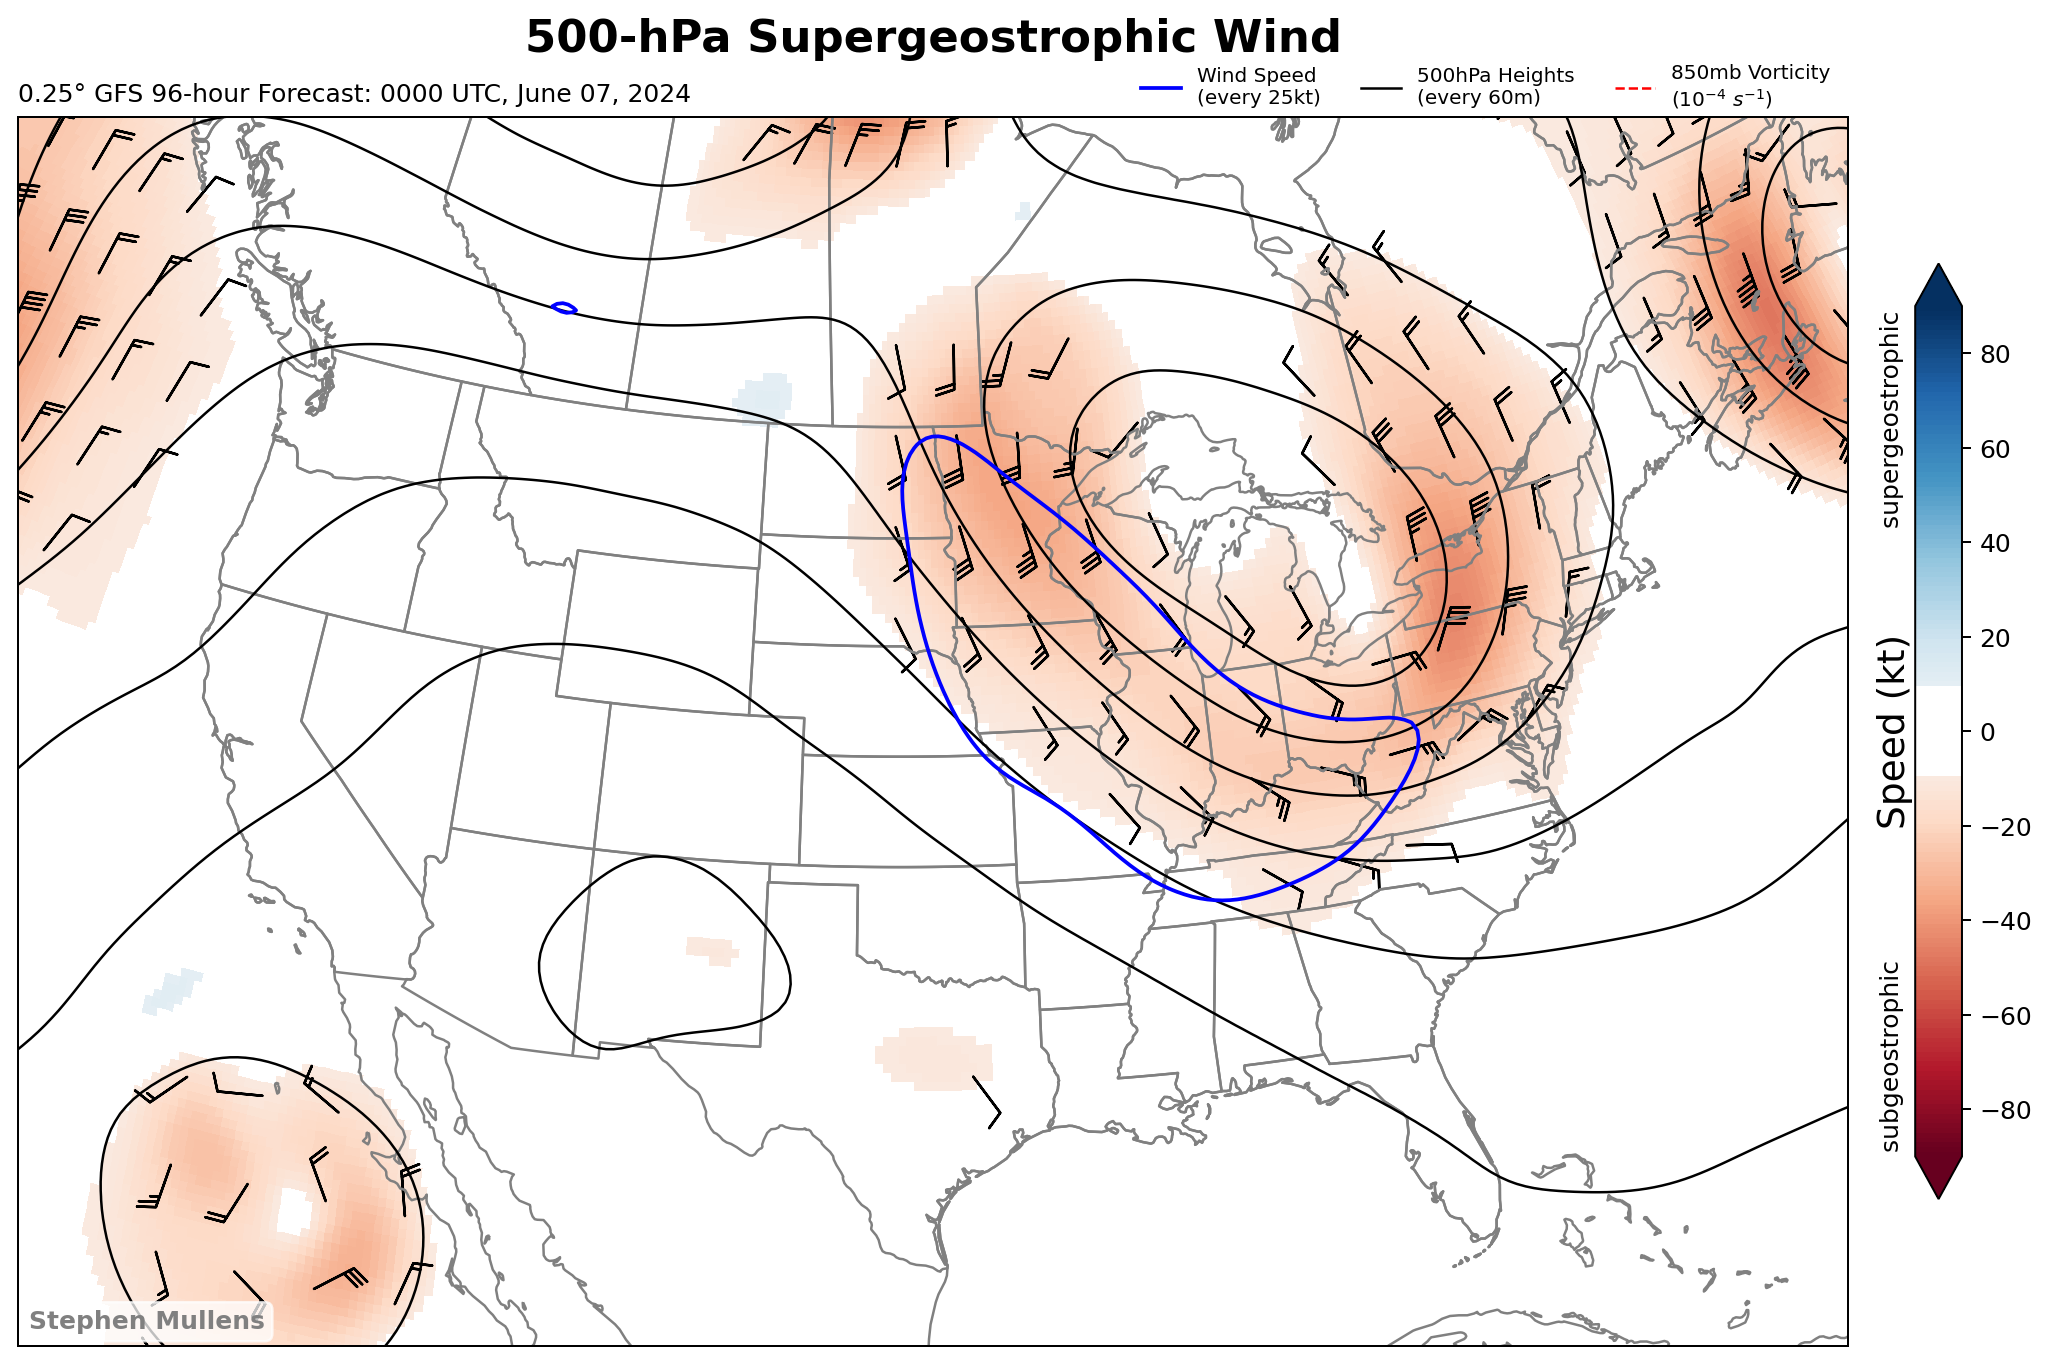 500-hPa Supergeostrophic Wind
0.25° GFS 96-hour Forecast: 0000 UTC, June 07, 2024
Wind Speed
(every 25kt)
500hPa Heights
(every 60m)
850mb Vorticity
(10⁻⁴ s⁻¹)
supergeostrophic
Speed (kt)
subgeostrophic
80
60
40
20
0
−20
−40
−60
−80
Stephen Mullens